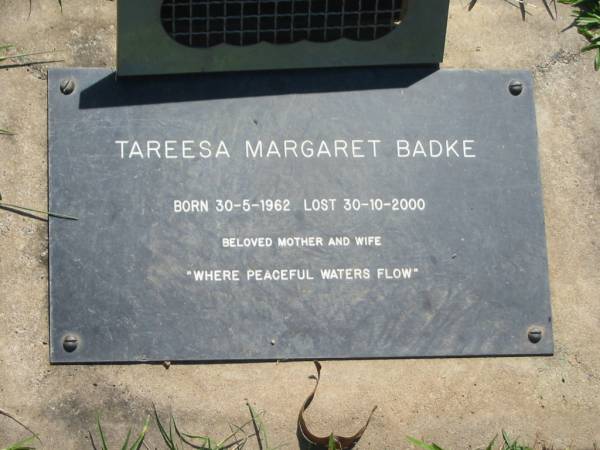 TAREESA MARGARET BADKE
BORN 30-5-1962 LOST 30-10-2000
BELOVED MOTHER AND WIFE
"WHERE PEACEFUL WATERS FLOW"